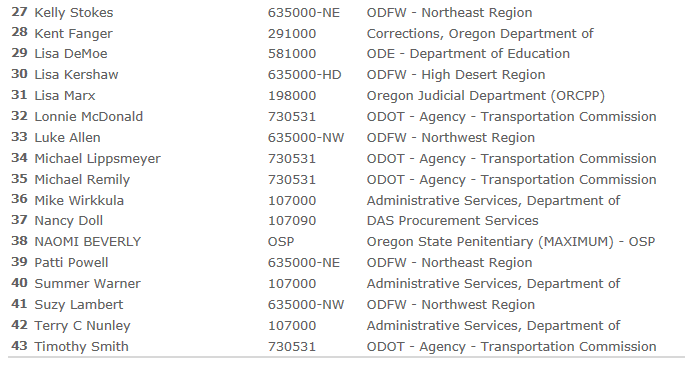 27 Kelly Stokes 635000-NE ODFW - Northeast Region
28 Kent Fanger 291000 Corrections, Oregon Department of
29 Lisa DeMoe 581000 ODE - Department of Education
30 Lisa Kershaw 635000-HD ODFW - High Desert Region
31 Lisa Marx 198000 Oregon Judicial Department (ORCPP)
32 Lonnie McDonald 730531 ODOT - Agency - Transportation Commission
33 Luke Allen 635000-NW ODFW - Northwest Region
34 Michael Lippsmeyer 730531 ODOT - Agency - Transportation Commission
35 Michael Remily 730531 ODOT - Agency - Transportation Commission
36 Mike Wirkkula 107000 Administrative Services, Department of
37 Nancy Doll 107090 DAS Procurement Services
38 NAOMI BEVERLY OSP Oregon State Penitentiary (MAXIMUM) - OSP
39 Patti Powell 635000-NE ODFW - Northeast Region
40 Summer Warner 107000 Administrative Services, Department of
41 Suzy Lambert 635000-NW ODFW - Northwest Region
42 Terry C Nunley 107000 Administrative Services, Department of
43 Timothy Smith 730531 ODOT - Agency - Transportation Commission